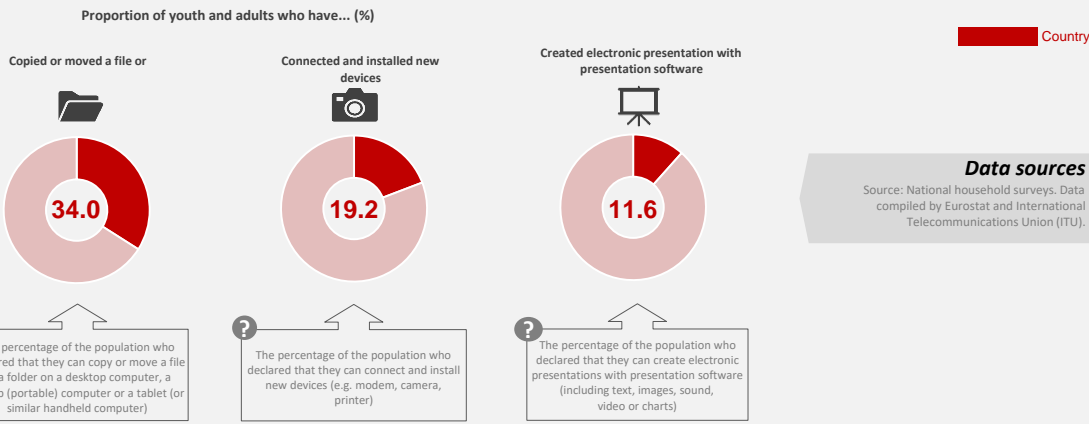 Proportion of youth and adults who have... (%)
Country
Copied or moved a file or
Connected and installed new
devices
Created electronic presentation with
presentation software
34.0
19.2
11.6
Data sources
Source: National household surveys. Data
compiled by Eurostat and International
Telecommunications Union (ITU).
percentage of the population who
red that they can copy or move a file
a folder on a desktop computer, a
p (portable) computer or a tablet (or
similar handheld computer)
?
The percentage of the population who
declared that they can connect and install
new devices (e.g. modem, camera,
printer)
?
The percentage of the population who
declared that they can create electronic
presentations with presentation software
(including text, images, sound,
video or charts)